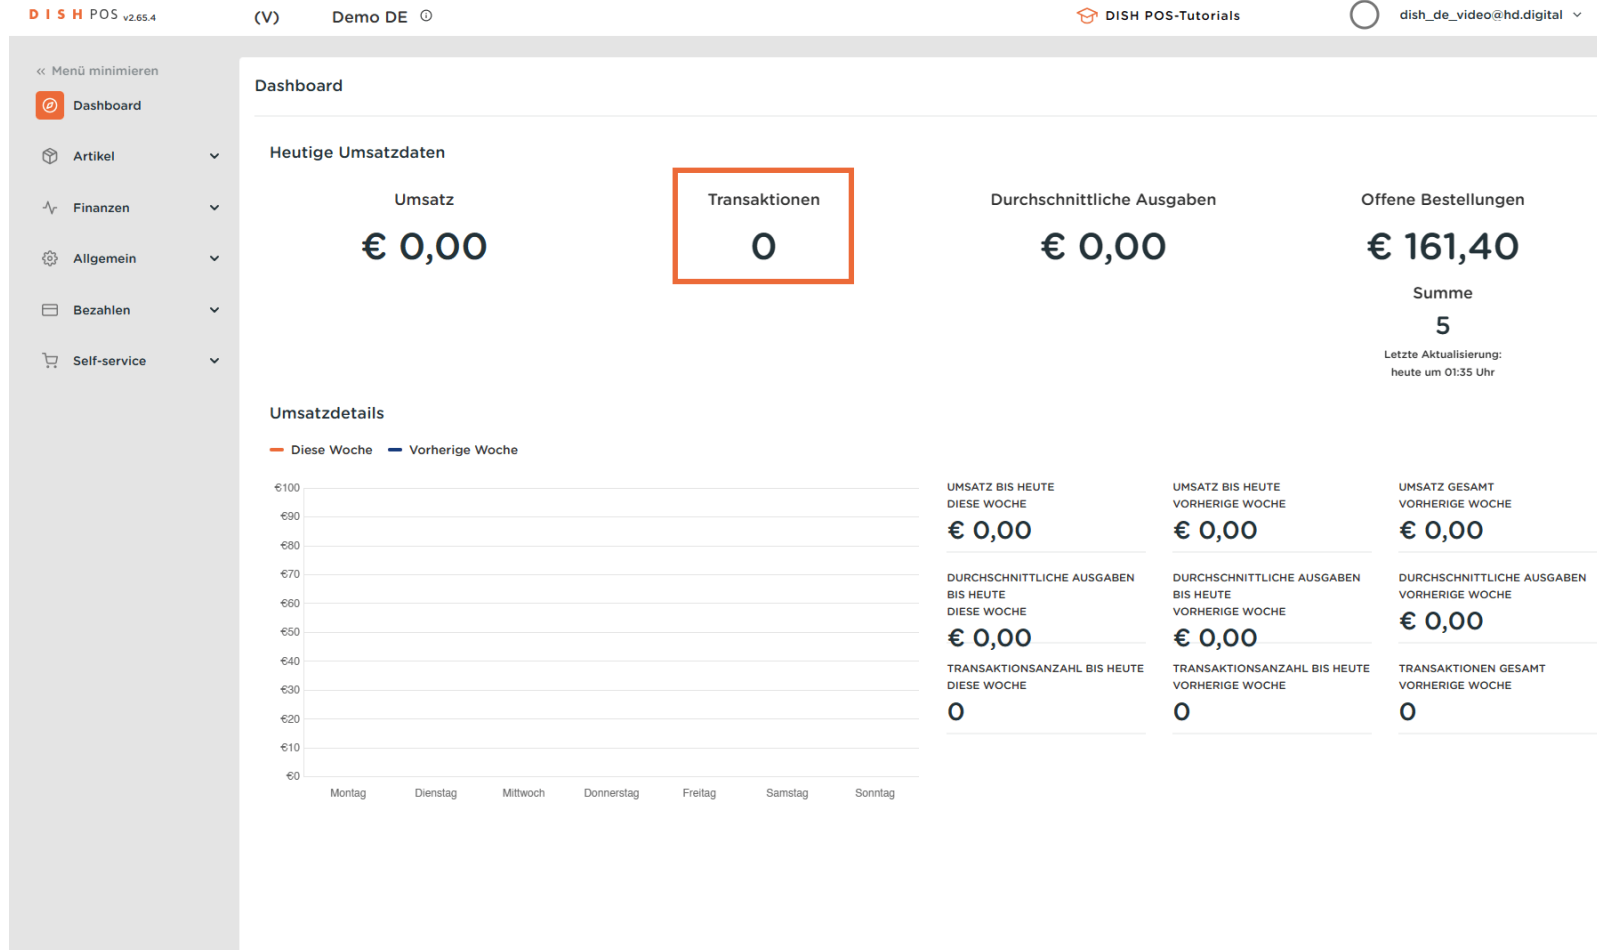 DISH POS v2.65.4
(V)
Demo DE
DISH POS-Tutorials
dish_de_video@hd.digital
« Menü minimieren
Dashboard
Artikel
Finanzen
Allgemein
Bezahlen
Self-service
Dashboard
Heutige Umsatzdaten
Umsatz
€ 0,00
Transaktionen
0
Durchschnittliche Ausgaben
€ 0,00
Offene Bestellungen
€ 161,40
Summe
5
Letzte Aktualisierung:
heute um 01:35 Uhr
Umsatzdetails
Diese Woche
Vorherige Woche
€100
€90
€80
€70
€60
€50
€40
€30
€20
€10
€0
Montag Dienstag Mittwoch Donnerstag Freitag Samstag Sonntag
UMSATZ BIS HEUTE
DIESE WOCHE
€ 0,00
UMSATZ BIS HEUTE
VORHERIGE WOCHE
€ 0,00
UMSATZ GESAMT
VORHERIGE WOCHE
€ 0,00
DURCHSCHNITTLICHE AUSGABEN
BIS HEUTE
DIESE WOCHE
€ 0,00
DURCHSCHNITTLICHE AUSGABEN
BIS HEUTE
VORHERIGE WOCHE
€ 0,00
DURCHSCHNITTLICHE AUSGABEN
VORHERIGE WOCHE
€ 0,00
TRANSAKTIONSANZAHL BIS HEUTE
DIESE WOCHE
0
TRANSAKTIONSANZAHL BIS HEUTE
VORHERIGE WOCHE
0
TRANSAKTIONEN GESAMT
VORHERIGE WOCHE
0